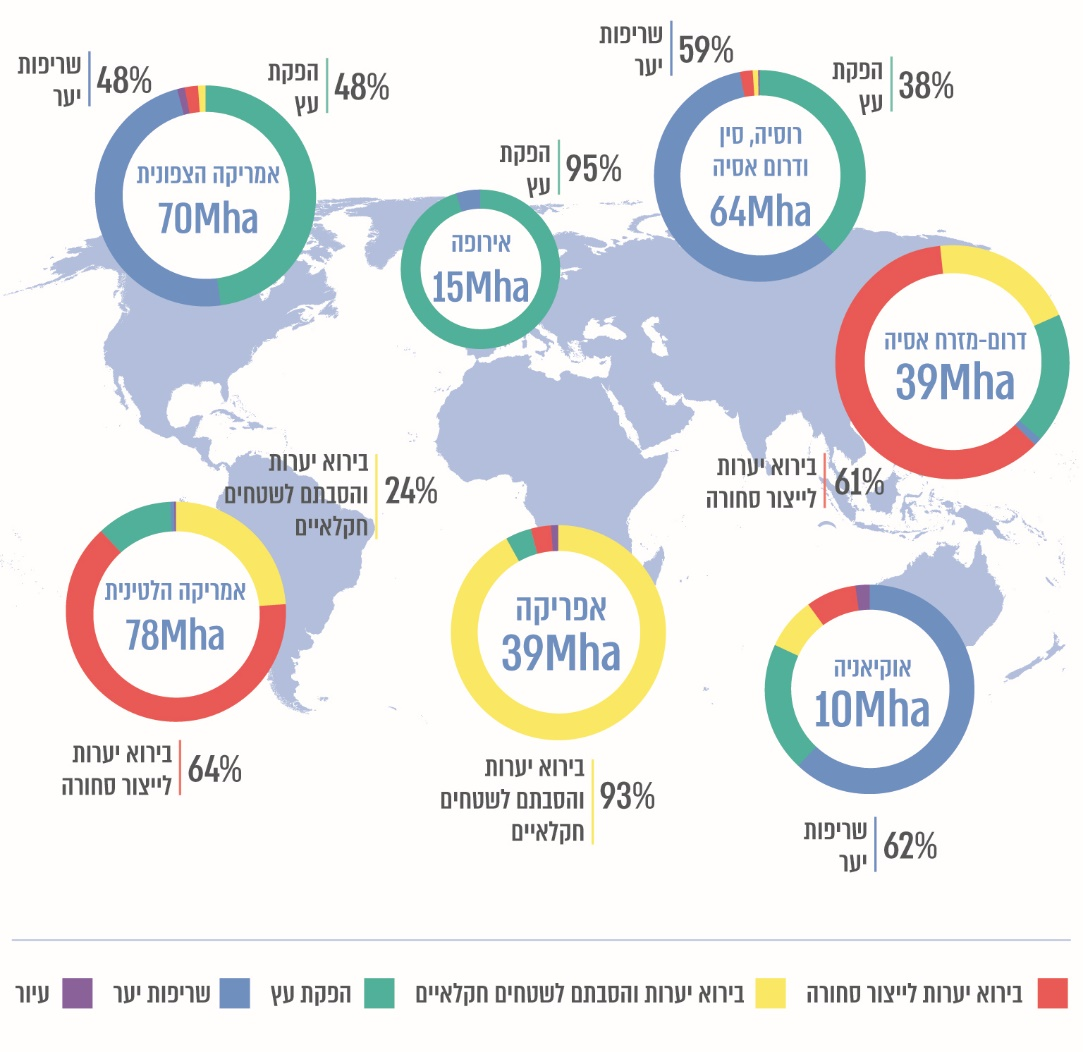 שריפות
יער
48%
הפקת
עץ
48%
אמריקה הצפונית
70Mha
הפקת
עץ
95%
אירופה
15Mha
שריפות
יער
59%
הפקת
עץ
38%
רוסיה, סין
ודרום אסיה
64Mha
דרום-מזרח אסיה
39Mha
בירוא יערות
לייצור סחורה
61%
בירוא יערות
והסבתם לשטחים
חקלאיים
24%
אמריקה הלטינית
78Mha
בירוא יערות
לייצור סחורה
64%
אפריקה
39Mha
בירוא יערות
והסבתם לשטחים
חקלאיים
93%
אוקיאניה
10Mha
שריפות
יער
62%
בירוא יערות לייצור סחורה
בירוא יערות והסבתם לשטחים חקלאיים
הפקת עץ
שריפות יער
עיור